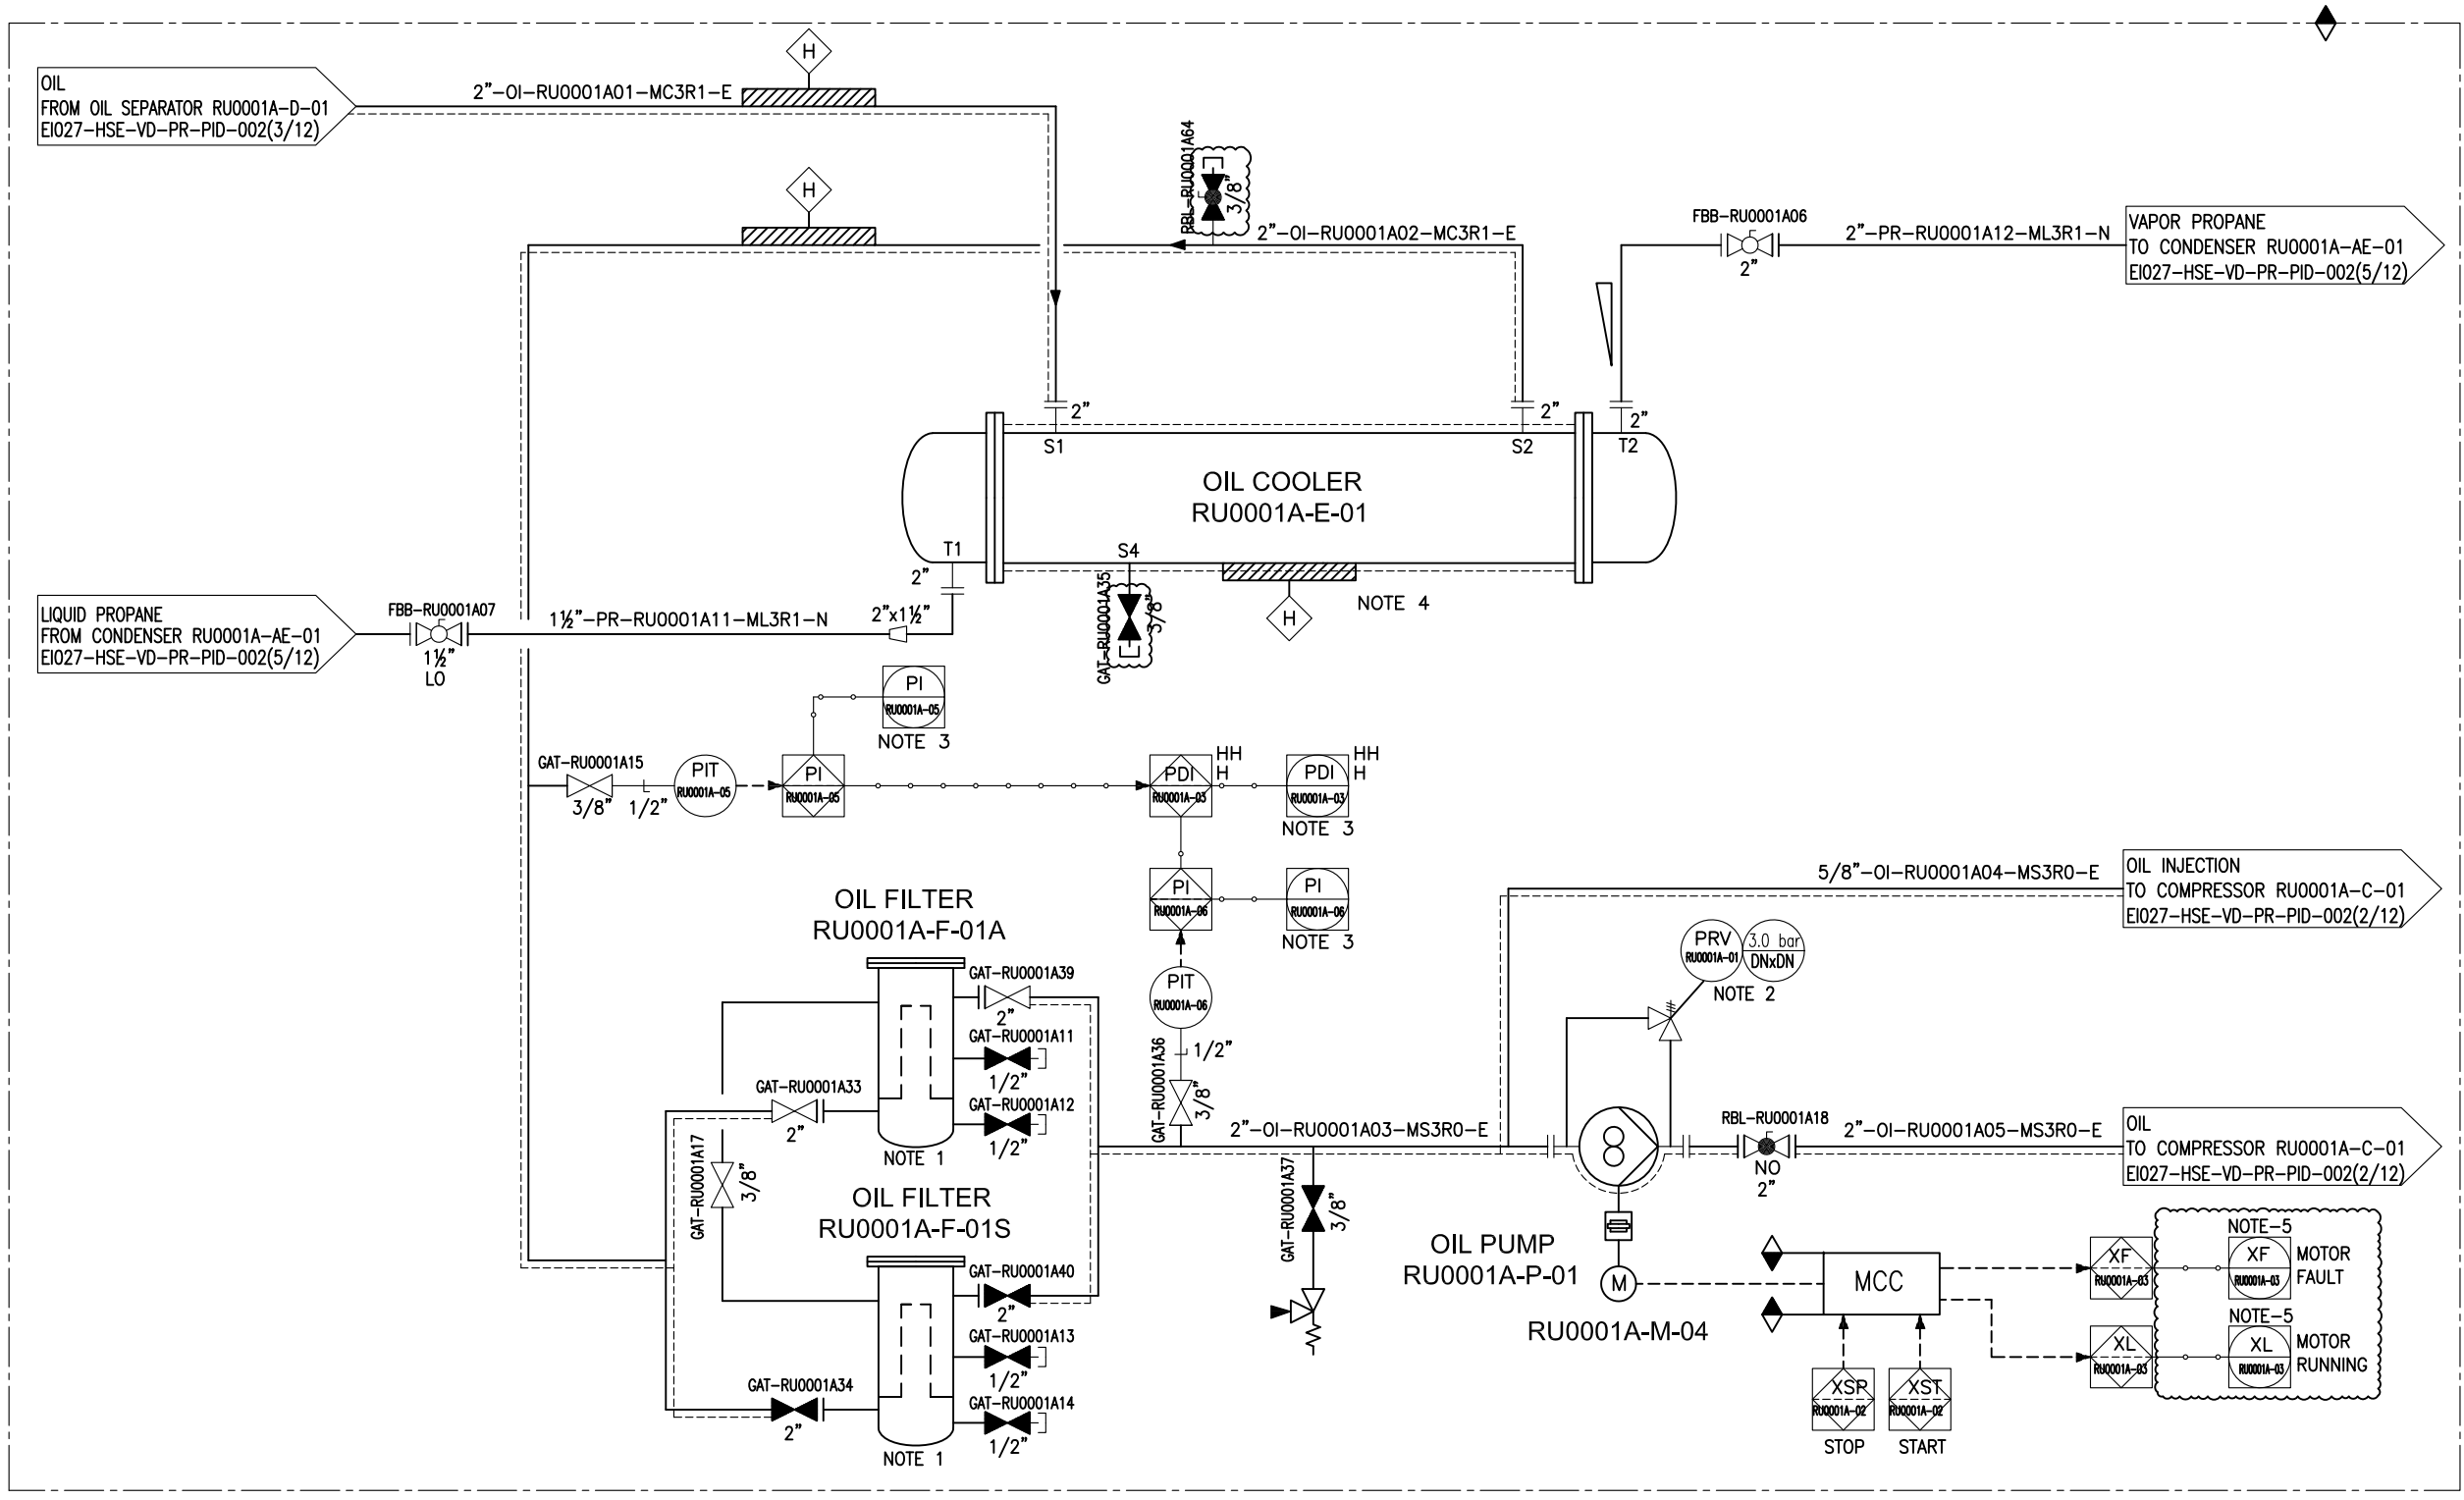 H
OIL
FROM OIL SEPARATOR RU0001A-D-01
EI027-HSE-VD-PR-PID-002(3/12)
2"-OI-RU0001A01-MC3R1-E
H
RBL-RU0001A64
3/8"
2"-OI-RU0001A02-MC3R1-E
FBB-RU0001A06
2"
2"-PR-RU0001A12-ML3R1-N
VAPOR PROPANE
TO CONDENSER RU0001A-AE-01
EI027-HSE-VD-PR-PID-002(5/12)
2"
2"
2"
S1
S2
T2
OIL COOLER
RU0001A-E-01
T1
S4
2"
GAT-RU0001A35
3/8"
H
NOTE 4
LIQUID PROPANE
FROM CONDENSER RU0001A-AE-01
EI027-HSE-VD-PR-PID-002(5/12)
FBB-RU0001A07
1½"
LO
1½"-PR-RU0001A11-ML3R1-N
2"x1½"
PI
RU0001A-05
NOTE 3
GAT-RU0001A15
3/8"
1/2"
PIT
RU0001A-05
PI
RU0001A-05
PDI
RU0001A-03
HH
H
PDI
RU0001A-03
HH
H
NOTE 3
PI
RU0001A-06
PI
RU0001A-06
NOTE 3
PIT
RU0001A-06
1/2"
GAT-RU0001A36
3/8"
5/8"-OI-RU0001A04-MS3R0-E
OIL INJECTION
TO COMPRESSOR RU0001A-C-01
EI027-HSE-VD-PR-PID-002(2/12)
PRV
RU0001A-01
3.0 bar
DNxDN
NOTE 2
OIL FILTER
RU0001A-F-01A
GAT-RU0001A39
2"
GAT-RU0001A11
1/2"
GAT-RU0001A12
1/2"
GAT-RU0001A33
2"
NOTE 1
GAT-RU0001A17
3/8"
2"-OI-RU0001A03-MS3R0-E
GAT-RU0001A37
3/8"
RBL-RU0001A18
NO
2"
2"-OI-RU0001A05-MS3R0-E
OIL
TO COMPRESSOR RU0001A-C-01
EI027-HSE-VD-PR-PID-002(2/12)
OIL FILTER
RU0001A-F-01S
GAT-RU0001A40
2"
GAT-RU0001A13
1/2"
GAT-RU0001A14
1/2"
GAT-RU0001A34
2"
NOTE 1
OIL PUMP
RU0001A-P-01
M
RU0001A-M-04
MCC
XSP
RU0001A-02
STOP
XST
RU0001A-02
START
XF
RU0001A-03
NOTE-5
XF
RU0001A-03
MOTOR
FAULT
XL
RU0001A-03
NOTE-5
XL
RU0001A-03
MOTOR
RUNNING